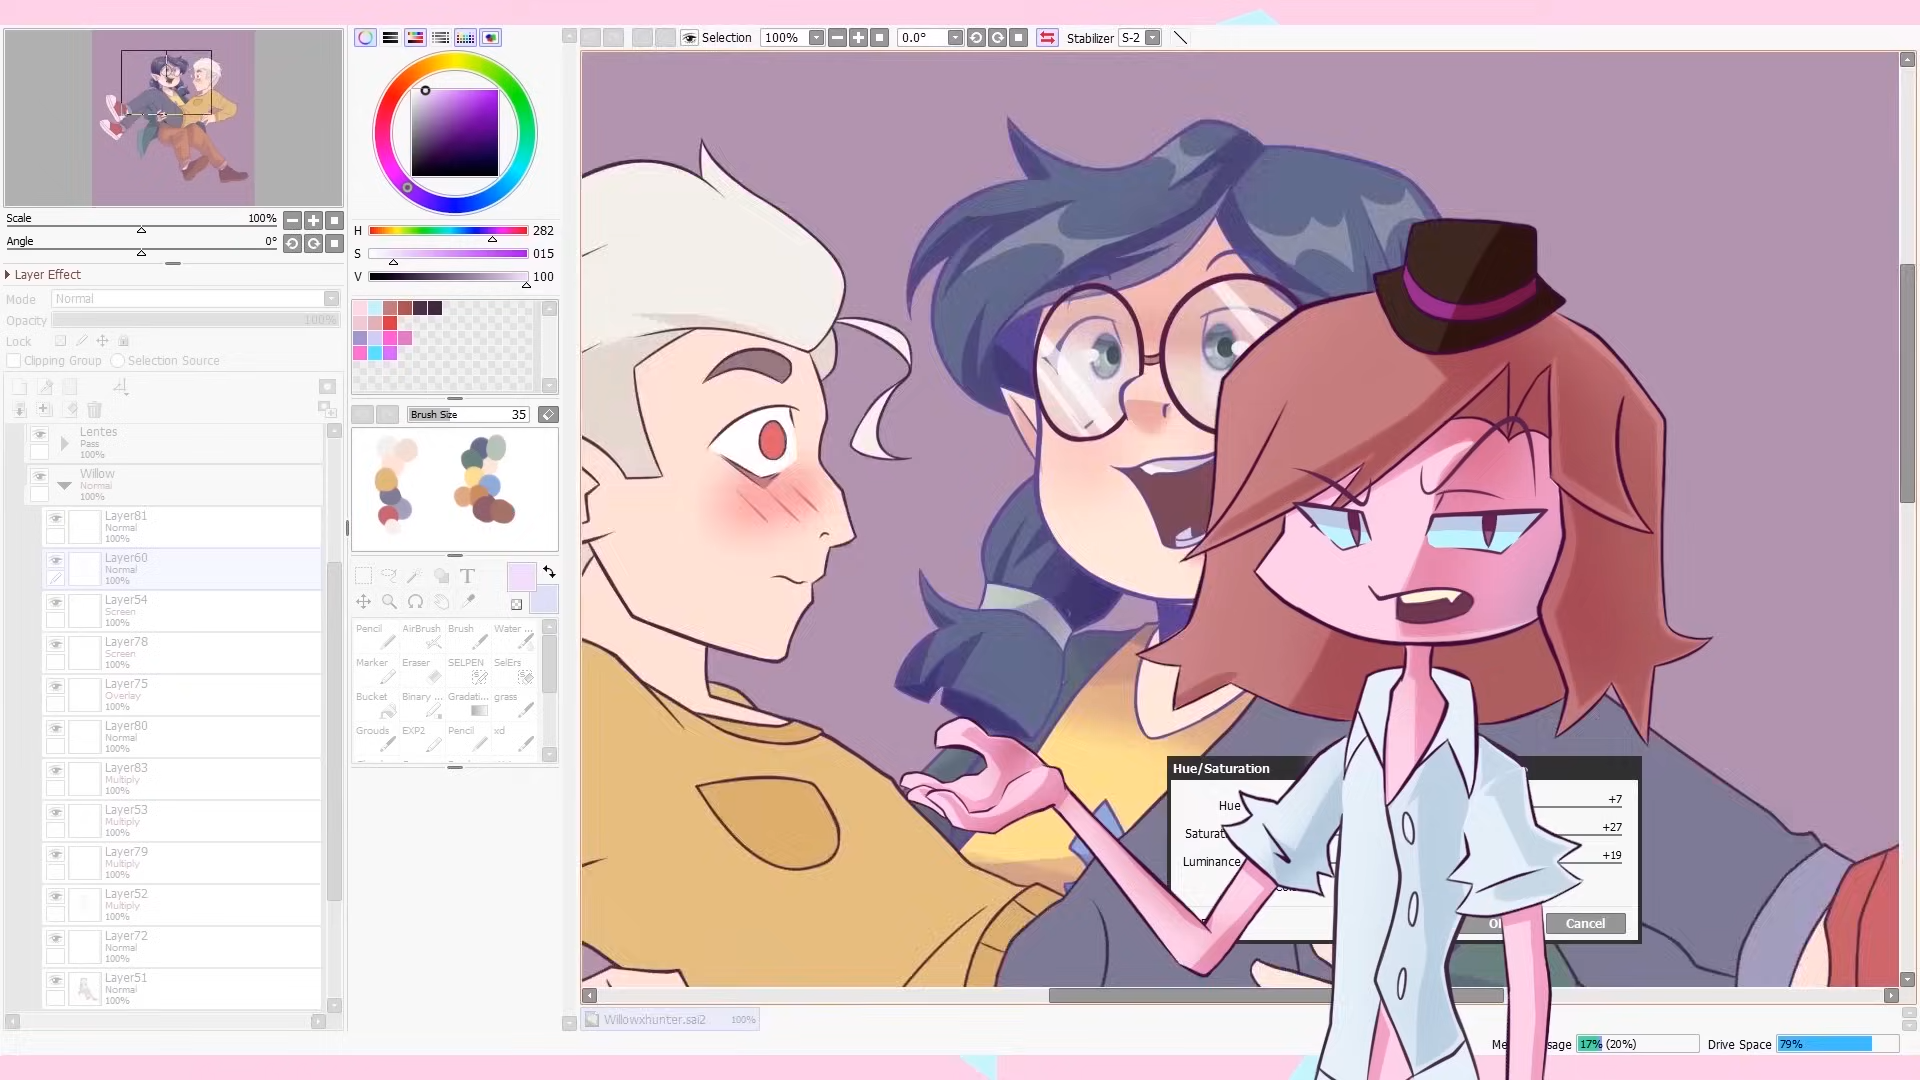 Selection 100% 0.0° Stabilizer S-2
Scale 100%
Angle 0°
Layer Effect
Mode Normal
Opacity 100%
Lock
Clipping Group Selection Source
Lentes
Pass
100%
Willow
Normal
100%
Layer81
Normal
100%
Layer60
Normal
100%
Layer54
Screen
100%
Layer78
Screen
100%
Layer75
Overlay
100%
Layer80
Normal
100%
Layer83
Multiply
100%
Layer53
Multiply
100%
Layer79
Multiply
100%
Layer52
Multiply
100%
Layer72
Normal
100%
Layer51
Normal
100%
H 282
S 015
V 100
Brush Size 35
T
Pencil AirBrush Brush Water ...
Marker Eraser SELPEN SelErs
Bucket Binary ... Gradati... grass
Grouds EXP2 Pencil xd
Hue/Saturation
Hue +7
Saturat +27
Luminance +19
Cancel
Willowxhunter.sai2 100%
sage 17% (20%) Drive Space 79%